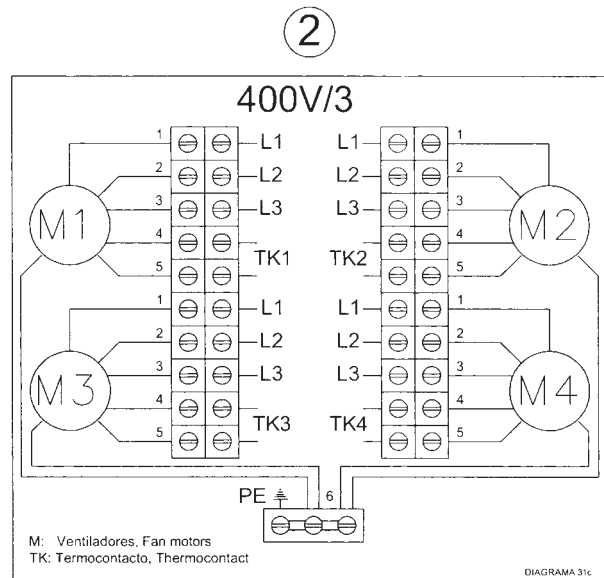 2
400V/3
1 L1 L1 1
2 L2 L2 2
3 L3 L3 3
M1 M2
4 4
TK1 TK2
5 5
1 L1 L1 1
2 L2 L2 2
3 L3 L3 3
M3 M4
4 4
TK3 TK4
5 5
PE 6
M: Ventiladores, Fan motors
TK: Termocontacto, Thermocontact
DIAGRAMA 31c